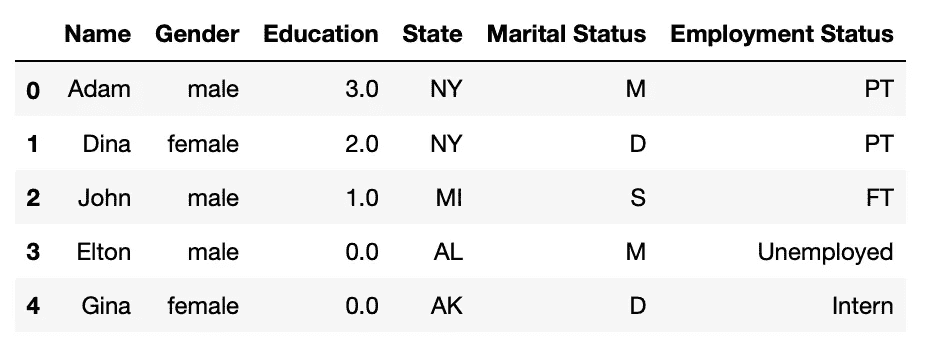 Name Gender Education State Marital Status Employment Status
0 Adam male 3.0 NY M PT
1 Dina female 2.0 NY D PT
2 John male 1.0 MI S FT
3 Elton male 0.0 AL M Unemployed
4 Gina female 0.0 AK D Intern